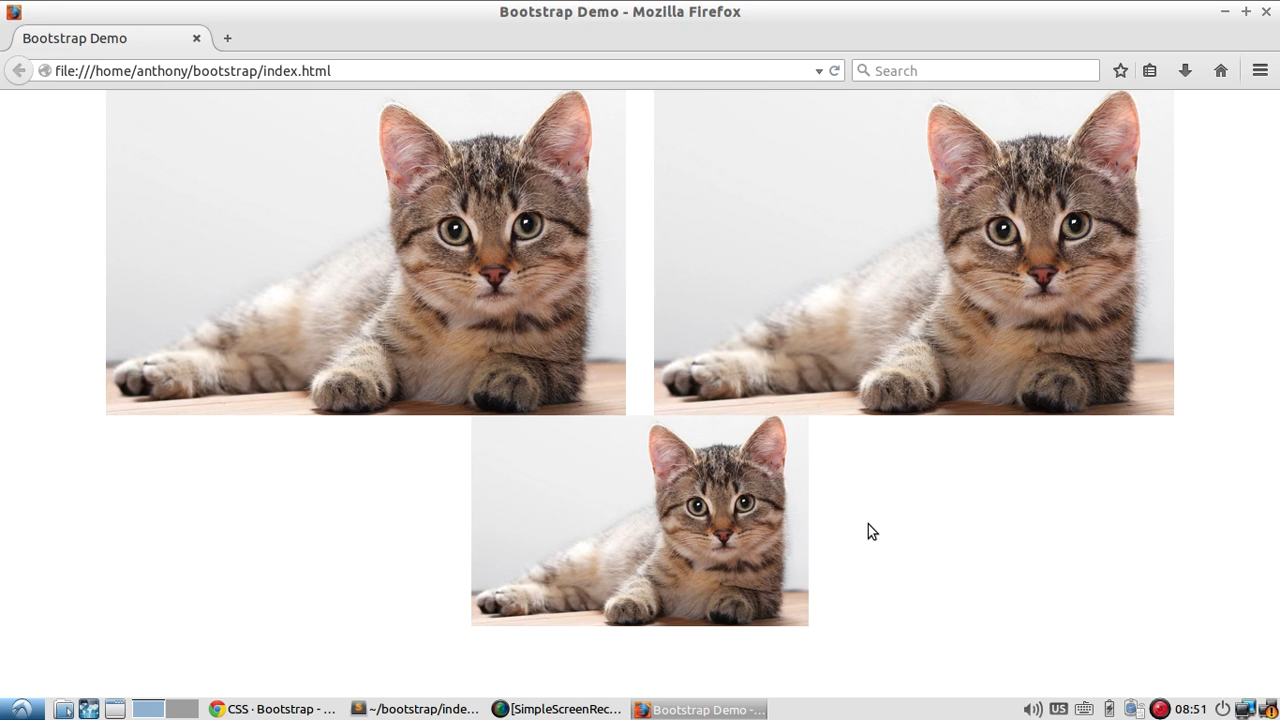 Bootstrap Demo - Mozilla Firefox
Bootstrap Demo
file:///home/anthony/bootstrap/index.html
Search
CSS · Bootstrap - ...
~/bootstrap/inde...
[SimpleScreenRec...
Bootstrap Demo -...
US
08:51